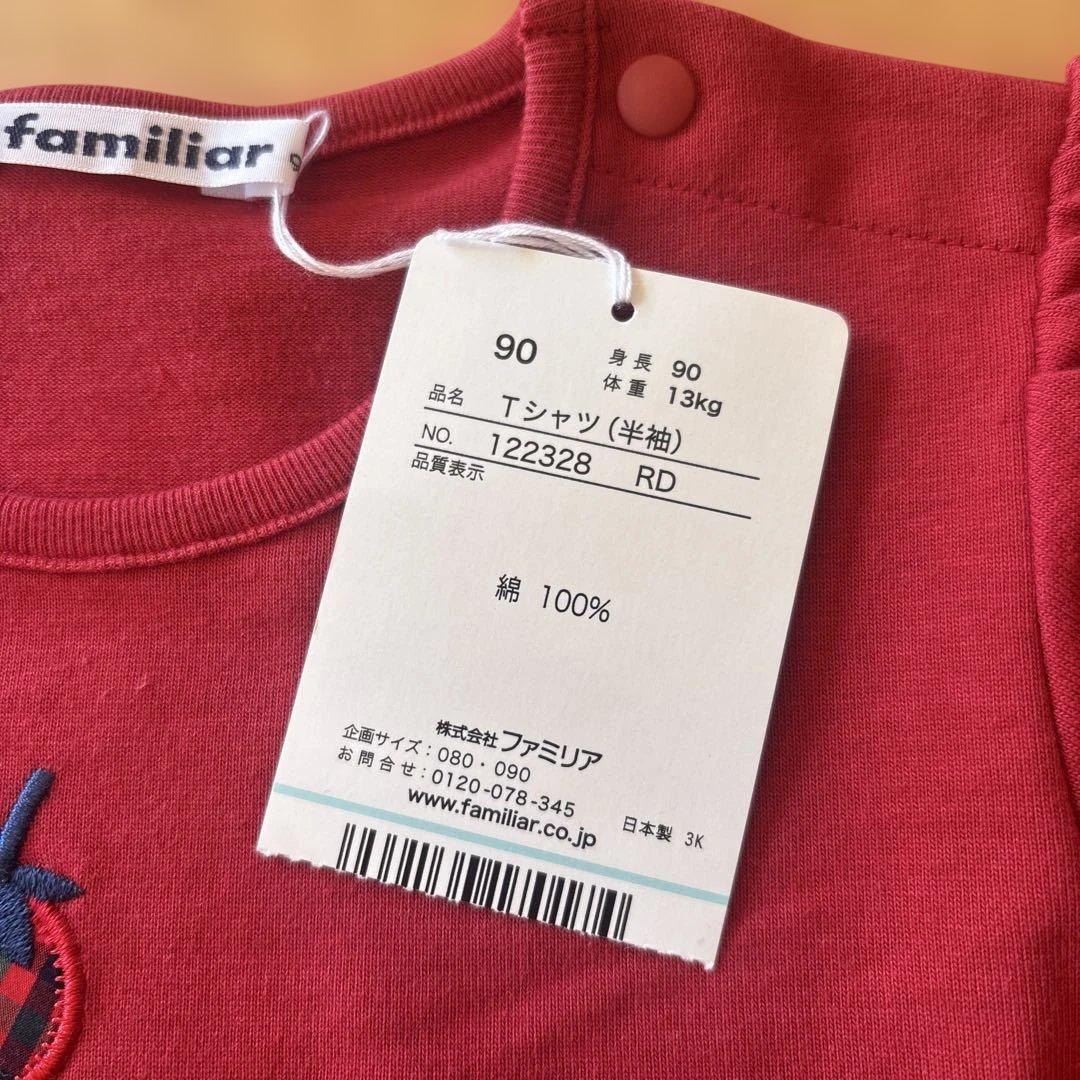 familiar
90 身長 90
体重 13kg
品名 Tシャツ(半袖)
NO. 122328 RD
品質表示
綿 100%
株式会社ファミリア
企画サイズ:080・090
お問合せ:0120-078-345
www.familiar.co.jp
日本製 3K